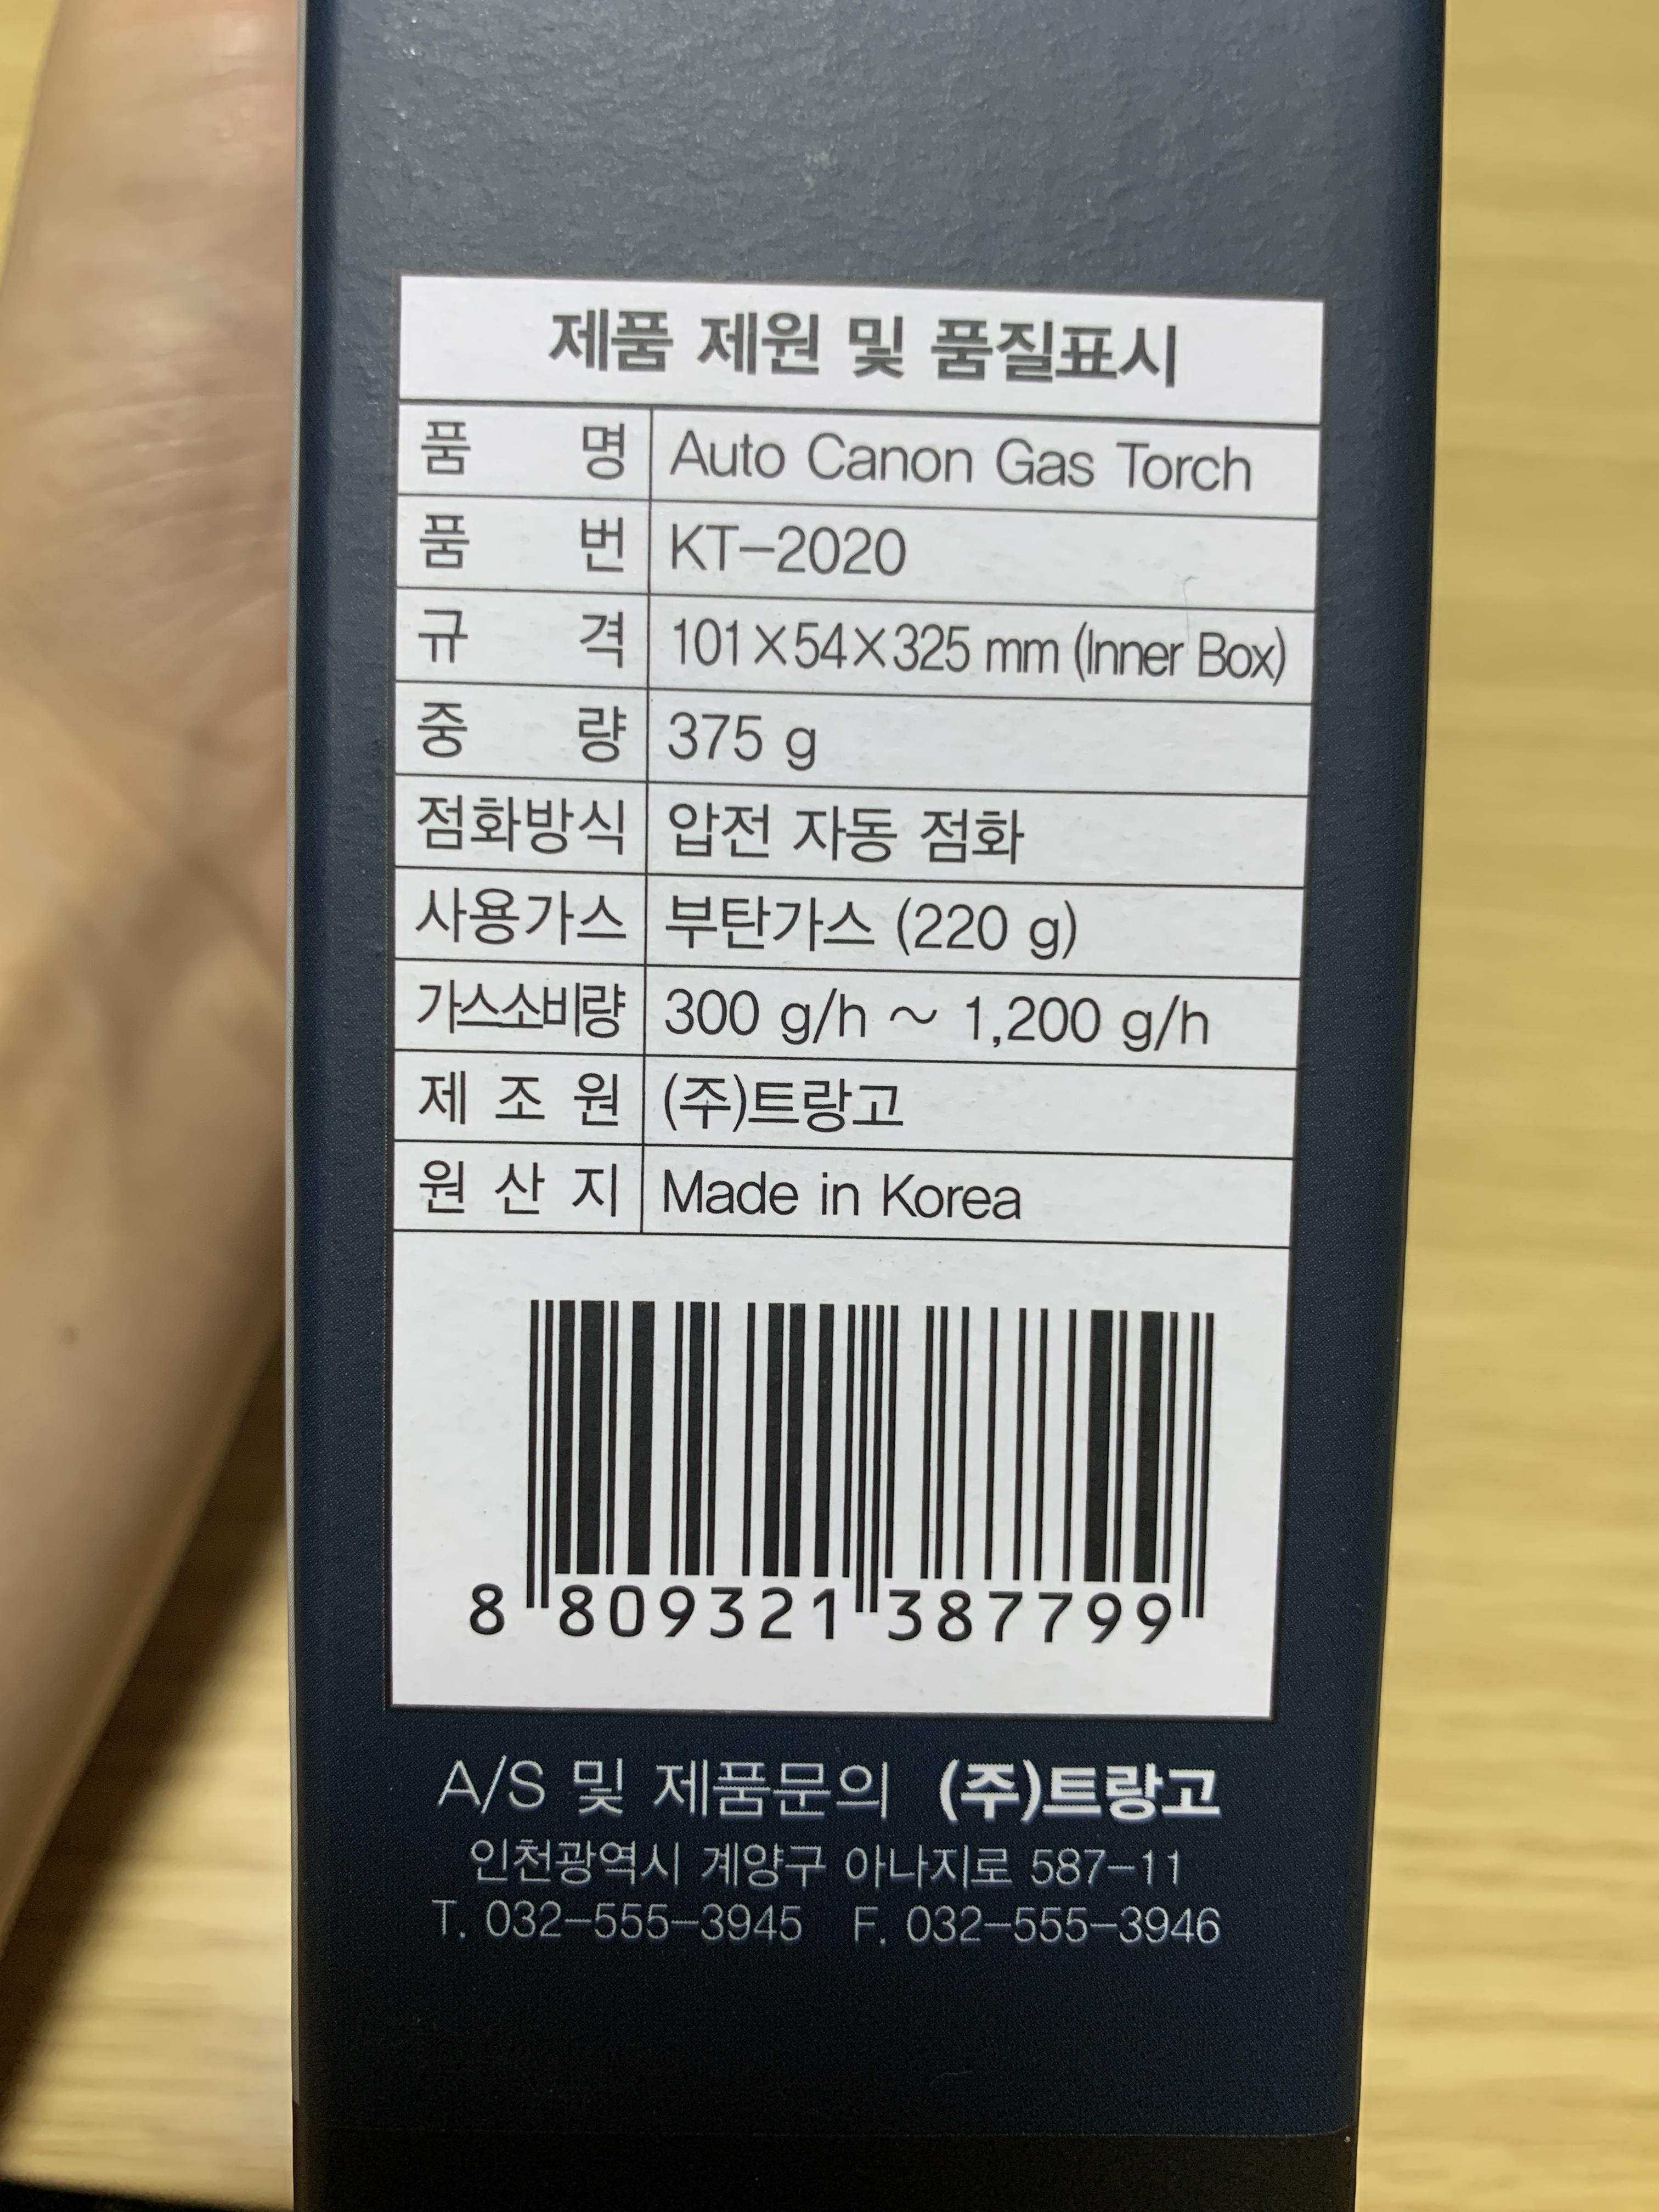 제품 제원 및 품질표시
품 명 Auto Canon Gas Torch
품 번 KT-2020
규 격 101×54×325 mm (Inner Box)
중 량 375 g
점화방식 압전 자동 점화
사용가스 부탄가스 (220 g)
가스소비량 300 g/h ~ 1,200 g/h
제 조 원 (주)트랑고
원 산 지 Made in Korea
8 809321 387799
A/S 및 제품문의 (주)트랑고
인천광역시 계양구 아나지로 587-11
T. 032-555-3945 F. 032-555-3946